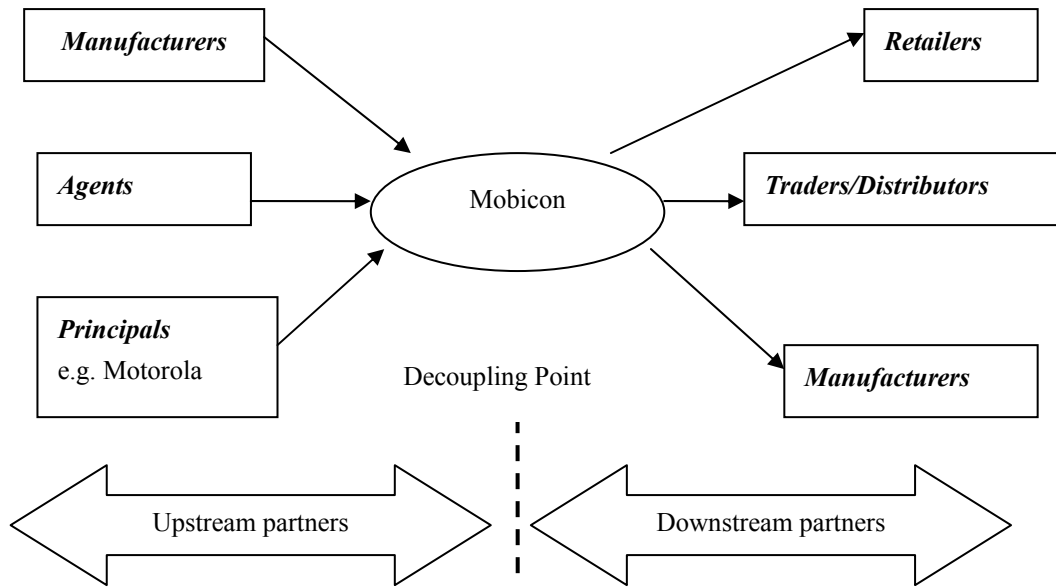 Manufacturers
Retailers
Agents
Mobicon
Traders/Distributors
Principals
e.g. Motorola
Decoupling Point
Manufacturers
Upstream partners
Downstream partners